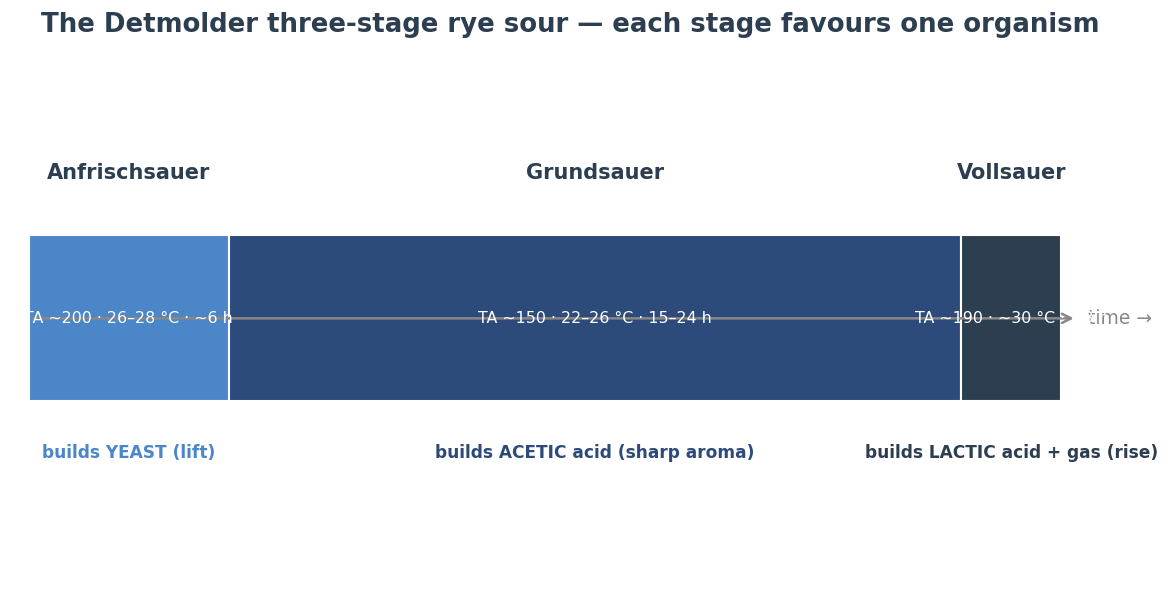 The Detmolder three-stage rye sour — each stage favours one organism
Anfrischsauer
Grundsauer
Vollsauer
TA ~200 · 26–28 °C · ~6 h
TA ~150 · 22–26 °C · 15–24 h
TA ~190 · ~30 °C ·
time →
builds YEAST (lift)
builds ACETIC acid (sharp aroma)
builds LACTIC acid + gas (rise)